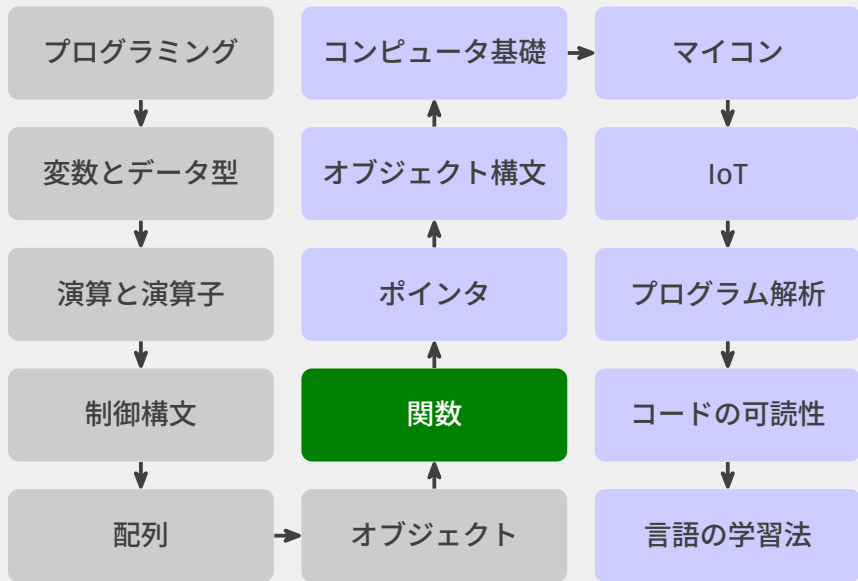 プログラミング
変数とデータ型
演算と演算子
制御構文
配列
オブジェクト
関数
ポインタ
オブジェクト構文
コンピュータ基礎
マイコン
IoT
プログラム解析
コードの可読性
言語の学習法